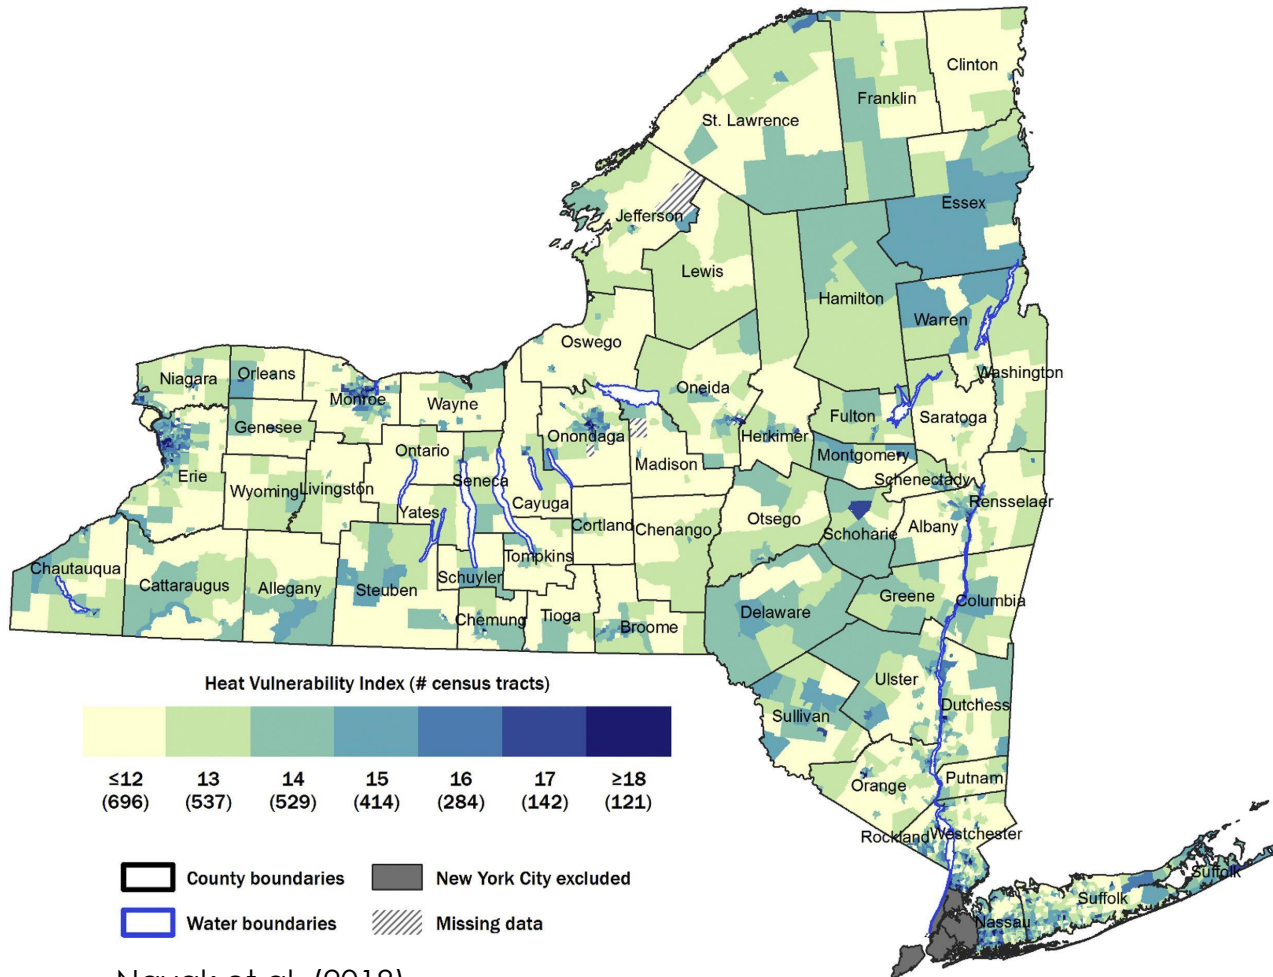 Clinton
Franklin
St. Lawrence
Essex
Jefferson
Lewis
Hamilton
Warren
Oswego
Washington
Niagara
Orleans
Monroe
Wayne
Oneida
Fulton
Saratoga
Genesee
Onondaga
Herkimer
Ontario
Montgomery
Madison
Erie
Seneca
Schenectady
Wyoming
Livingston
Cayuga
Rensselaer
Yates
Cortland
Chenango
Otsego
Schoharie
Albany
Tompkins
Chautauqua
Cattaraugus
Allegany
Steuben
Schuyler
Greene
Columbia
Delaware
Chemung
Tioga
Broome
Ulster
Dutchess
Sullivan
Putnam
Orange
Rockland
Westchester
Suffolk
Suffolk
Nassau
Heat Vulnerability Index (# census tracts)
≤12 13 14 15 16 17 ≥18
(696) (537) (529) (414) (284) (142) (121)
County boundaries New York City excluded
Water boundaries Missing data
Nayak et al. (2018)